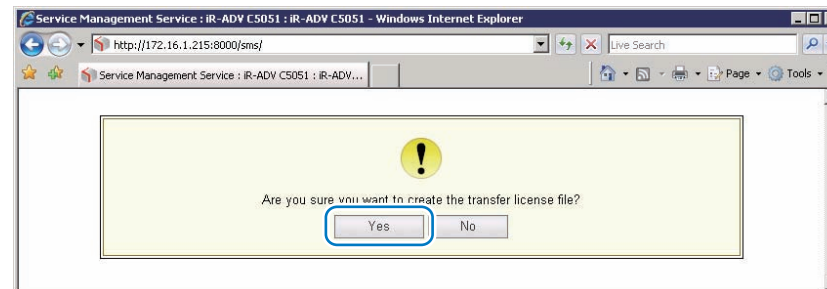 Service Management Service : iR-ADV C5051 : iR-ADV C5051 - Windows Internet Explorer
http://172.16.1.215:8000/sms/
Live Search
Service Management Service : iR-ADV C5051 : iR-ADV...
Page
Tools
Are you sure you want to create the transfer license file?
Yes No